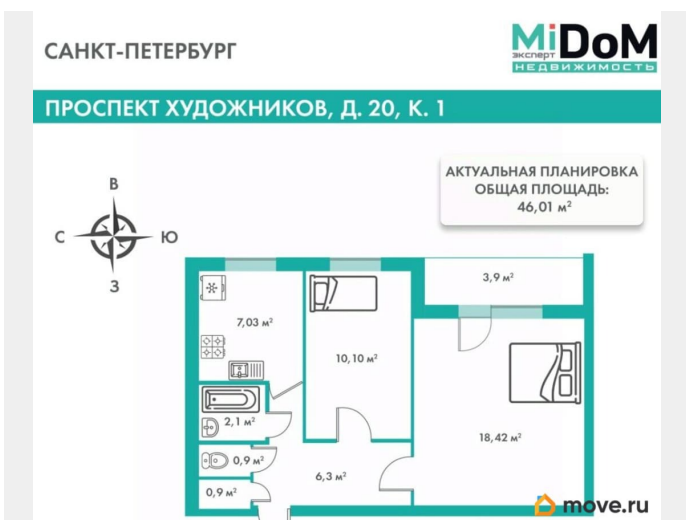 САНКТ-ПЕТЕРБУРГ
MiDoM
эксперт
НЕДВИЖИМОСТЬ
ПРОСПЕКТ ХУДОЖНИКОВ, Д. 20, К. 1
АКТУАЛЬНАЯ ПЛАНИРОВКА
ОБЩАЯ ПЛОЩАДЬ:
46,01 м²
В
С Ю
З
3,9 м²
7,03 м²
10,10 м²
2,1 м²
18,42 м²
0,9 м²
6,3 м²
0,9 м²
move.ru